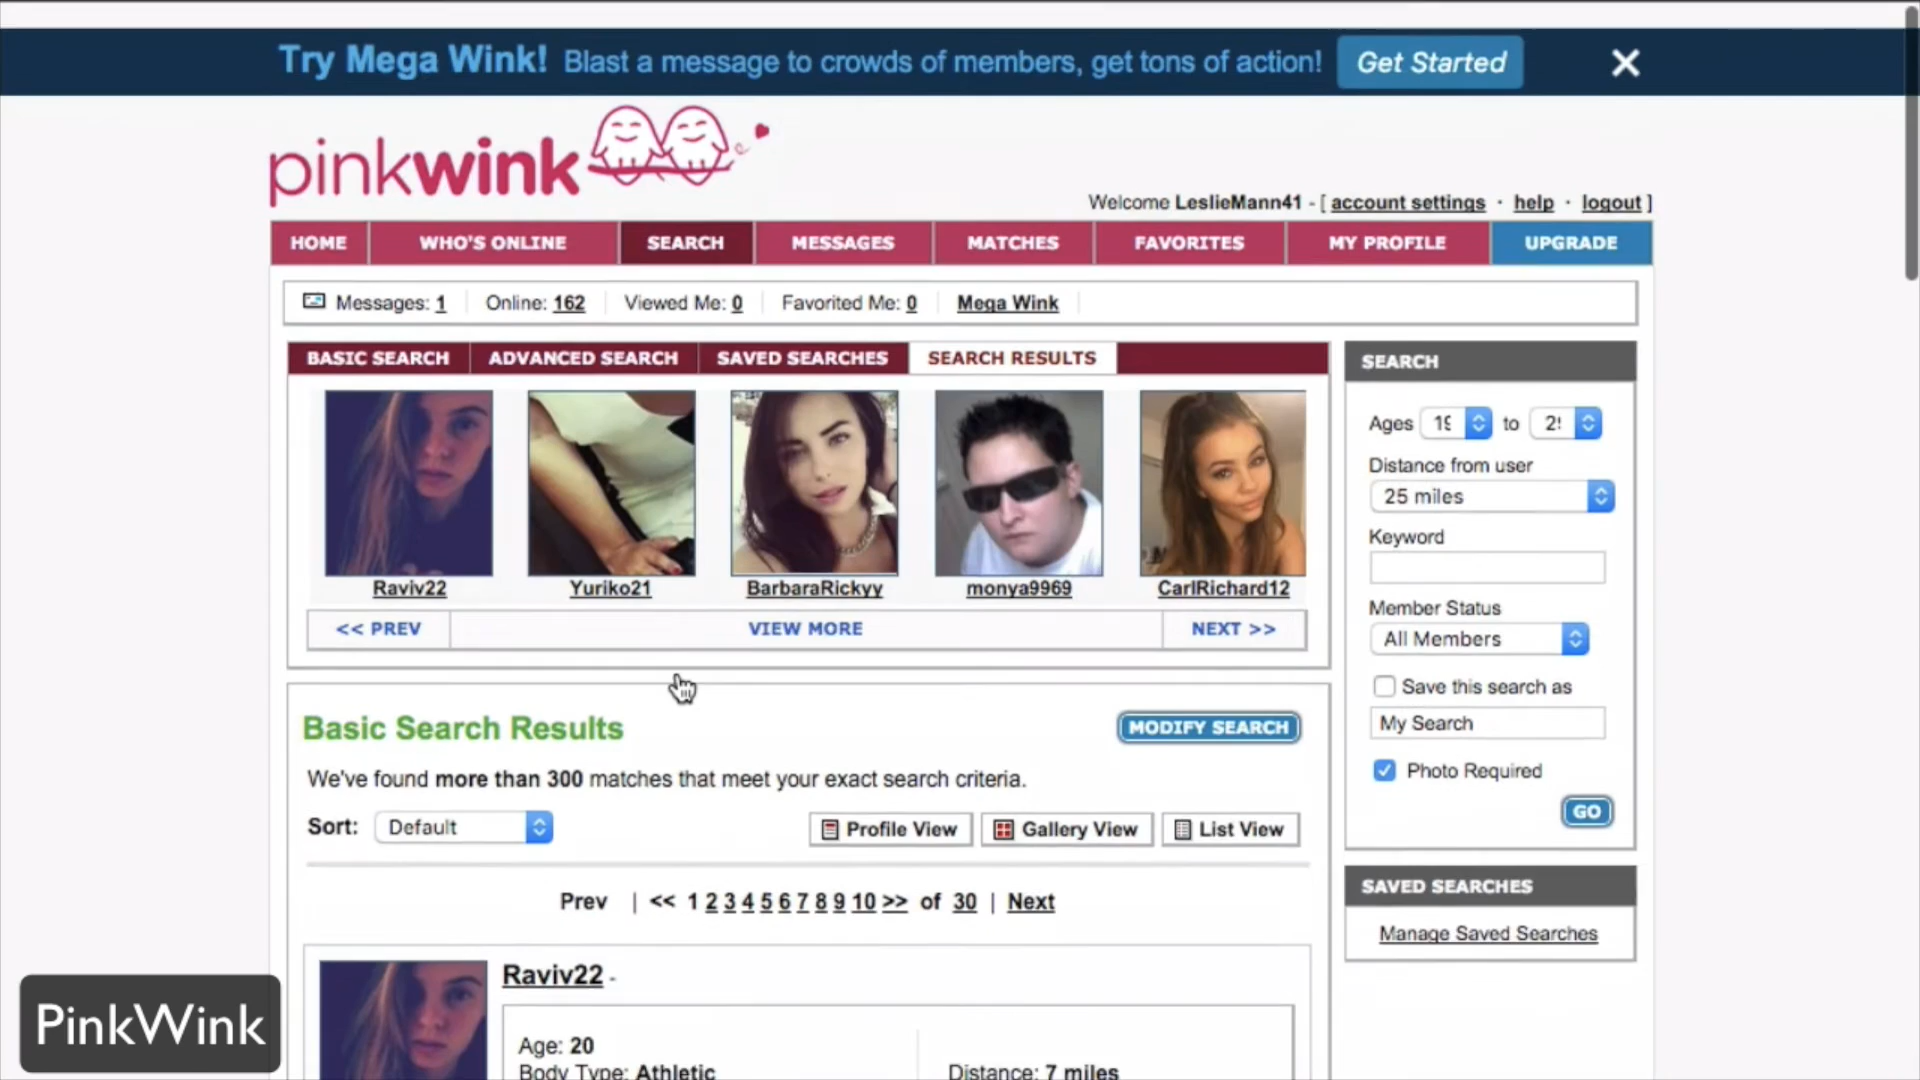 Try Mega Wink! Blast a message to crowds of members, get tons of action! Get Started
pinkwink
Welcome LeslieMann41 - [ account settings · help · logout ]
HOME WHO'S ONLINE SEARCH MESSAGES MATCHES FAVORITES MY PROFILE UPGRADE
Messages: 1 Online: 162 Viewed Me: 0 Favorited Me: 0 Mega Wink
BASIC SEARCH ADVANCED SEARCH SAVED SEARCHES SEARCH RESULTS
Raviv22 Yuriko21 BarbaraRickyy monya9969 CarlRichard12
<< PREV VIEW MORE NEXT >>
Basic Search Results MODIFY SEARCH
We've found more than 300 matches that meet your exact search criteria.
Sort: Default Profile View Gallery View List View
Prev | << 1 2 3 4 5 6 7 8 9 10 >> of 30 | Next
Raviv22 -
Age: 20
Body Type: Athletic Distance: 7 miles
SEARCH
Ages 19 to
Distance from user
25 miles
Keyword
Member Status
All Members
Save this search as
My Search
Photo Required
GO
SAVED SEARCHES
Manage Saved Searches
PinkWink